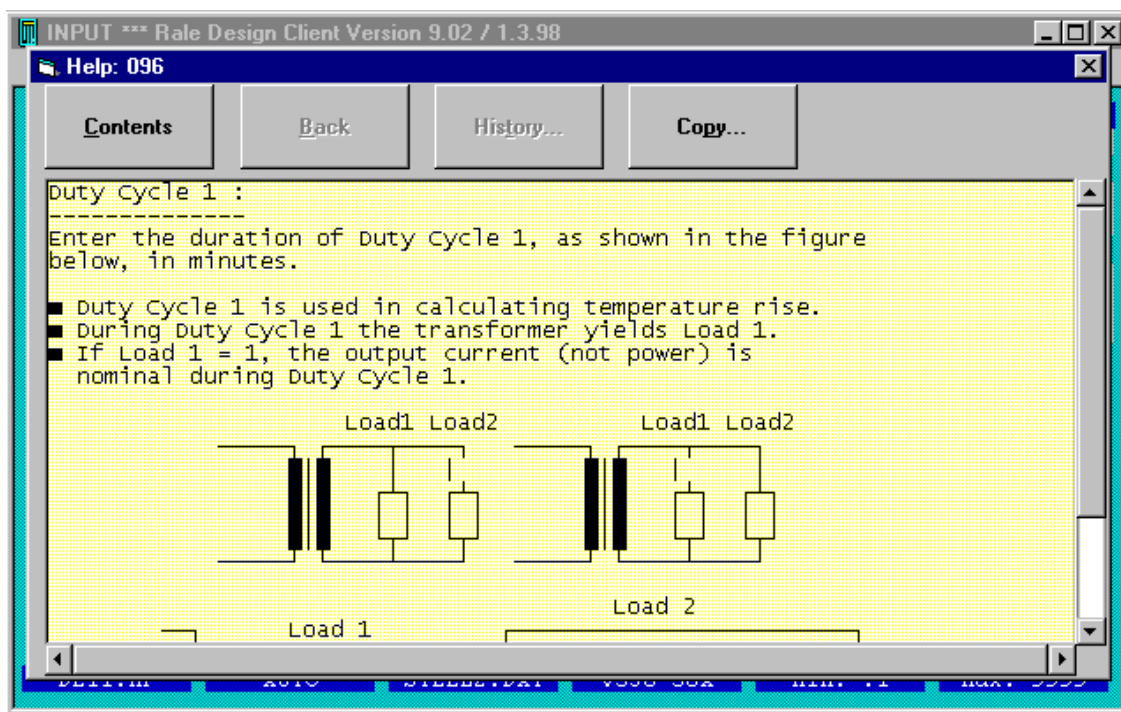 INPUT *** Rale Design Client Version 9.02 / 1.3.98
Help: 096
Contents Back History... Copy...
Duty Cycle 1 :
--------------
Enter the duration of Duty Cycle 1, as shown in the figure
below, in minutes.
■ Duty Cycle 1 is used in calculating temperature rise.
■ During Duty Cycle 1 the transformer yields Load 1.
■ If Load 1 = 1, the output current (not power) is
nominal during Duty Cycle 1.
Load1 Load2 Load1 Load2
Load 2
Load 1